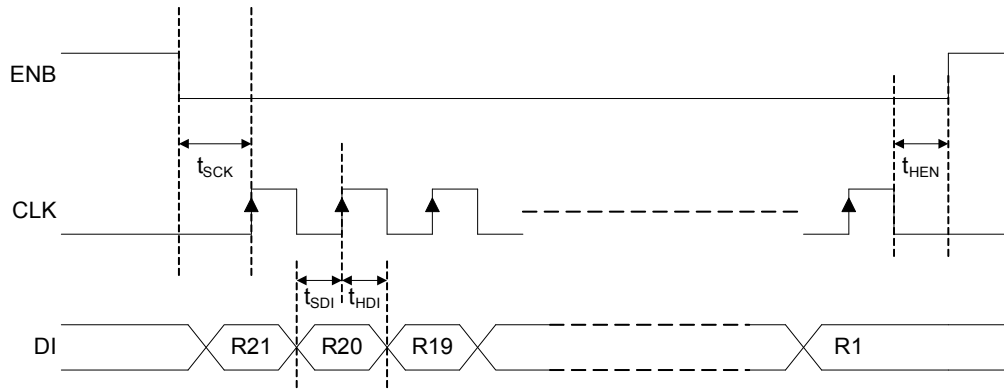 ENB
tSCK
tHEN
CLK
tSDI tHDI
DI R21 R20 R19 R1